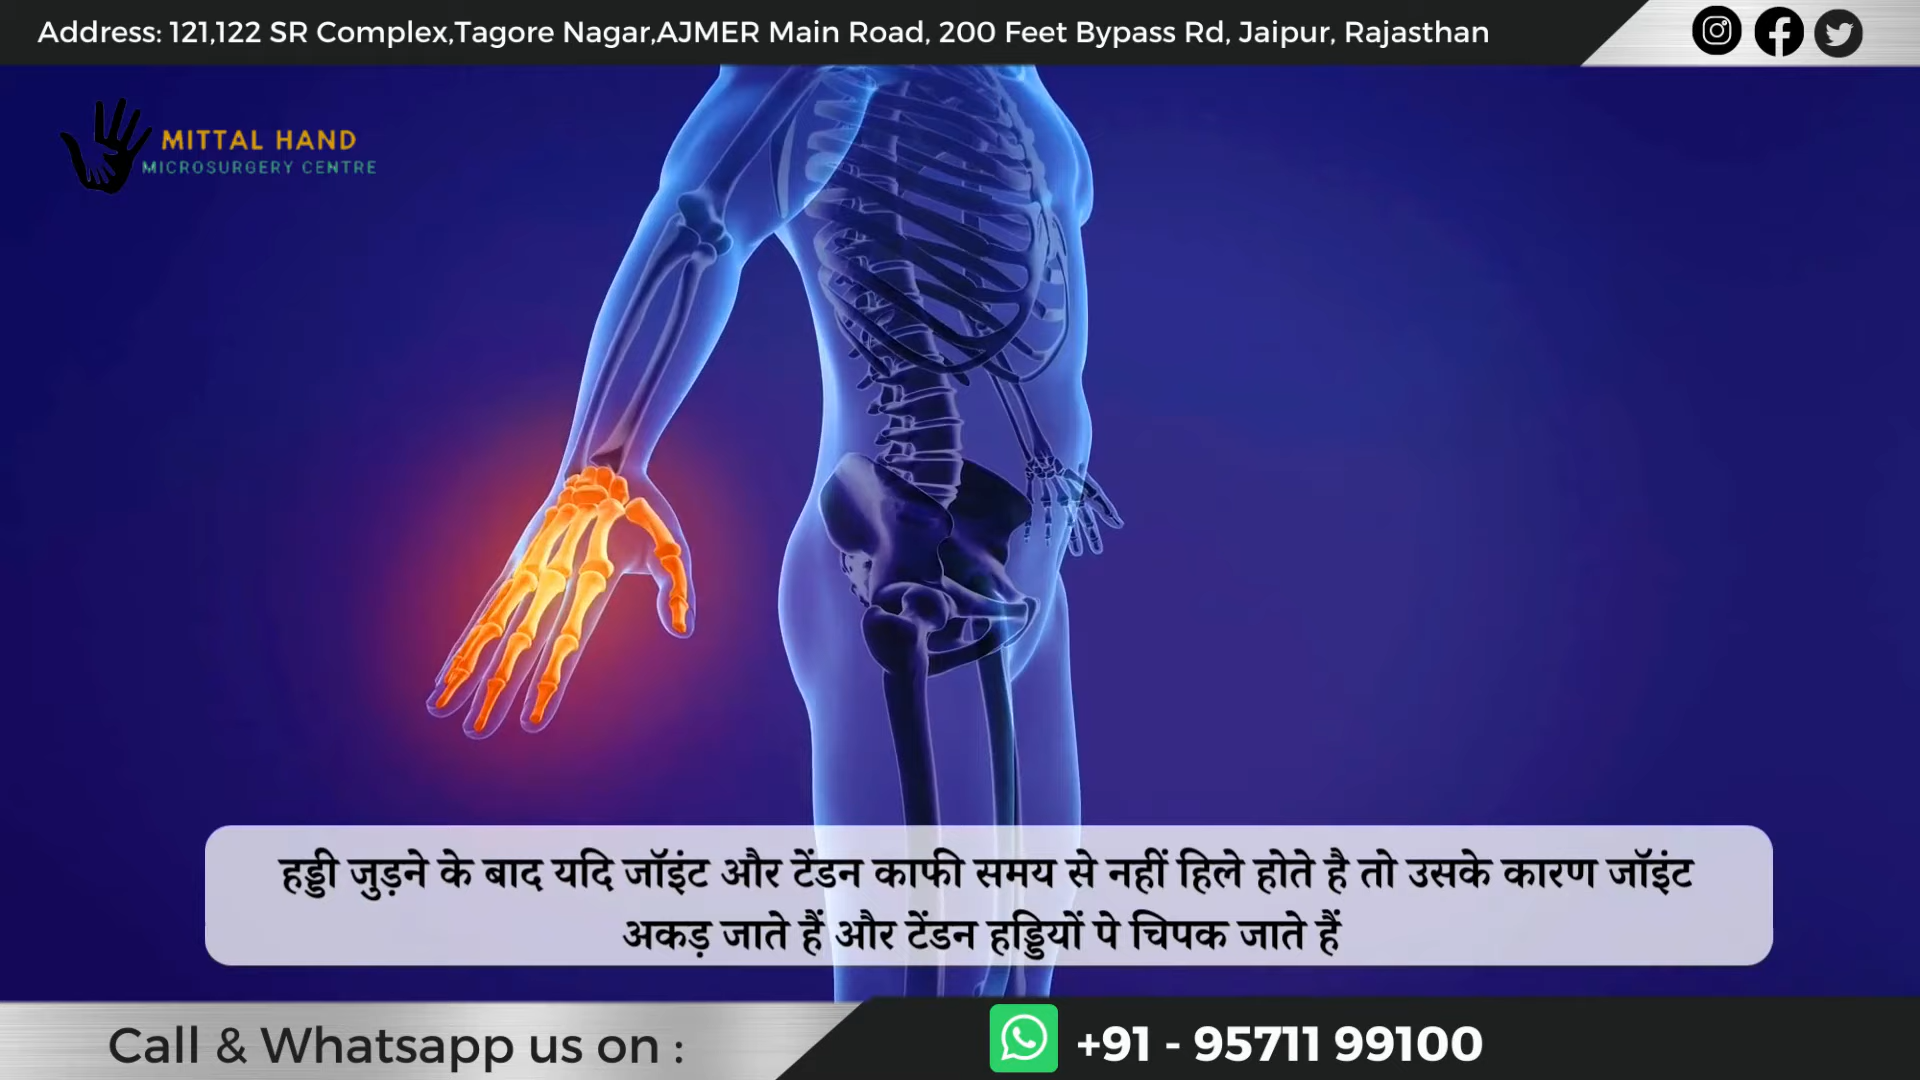 Address: 121,122 SR Complex,Tagore Nagar,AJMER Main Road, 200 Feet Bypass Rd, Jaipur, Rajasthan
MITTAL HAND
MICROSURGERY CENTRE
हड्डी जुड़ने के बाद यदि जॉइंट और टेंडन काफी समय से नहीं हिले होते है तो उसके कारण जॉइंट
अकड़ जाते हैं और टेंडन हड्डियों पे चिपक जाते हैं
Call & Whatsapp us on :
+91 - 95711 99100